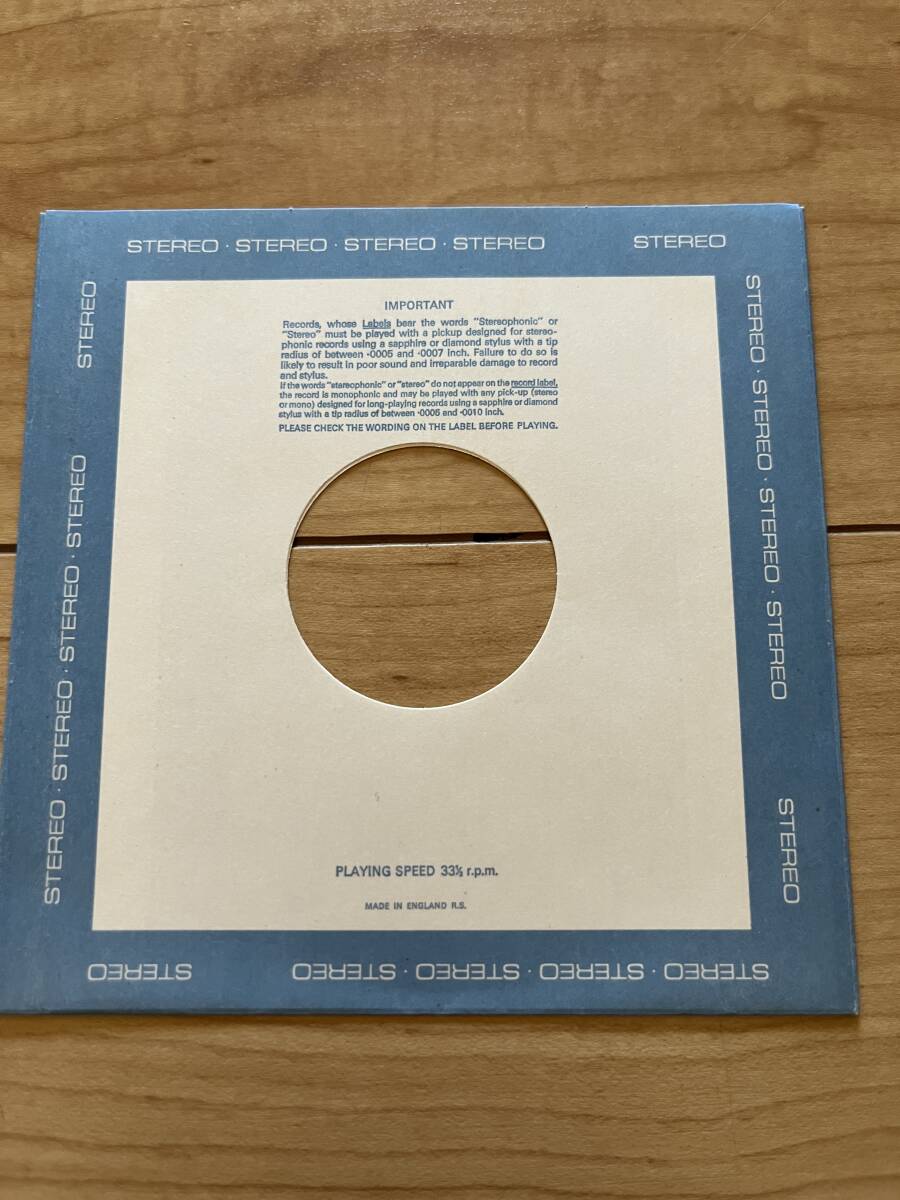 STEREO · STEREO · STEREO · STEREO STEREO
IMPORTANT
Records, whose Labels bear the words "Stereophonic" or
"Stereo" must be played with a pickup designed for stereo-
phonic records using a sapphire or diamond stylus with a tip
radius of between ·0005 and ·0007 inch. Failure to do so is
likely to result in poor sound and irreparable damage to record
and stylus.
If the words "stereophonic" or "stereo" do not appear on the record label,
the record is monophonic and may be played with any pick-up (stereo
or mono) designed for long-playing records using a sapphire or diamond
stylus with a tip radius of between ·0005 and ·0010 inch.
PLEASE CHECK THE WORDING ON THE LABEL BEFORE PLAYING.
PLAYING SPEED 33⅓ r.p.m.
MADE IN ENGLAND R.S.
STEREO · STEREO · STEREO · STEREO STEREO
STEREO · STEREO · STEREO · STEREO STEREO
STEREO · STEREO · STEREO · STEREO STEREO